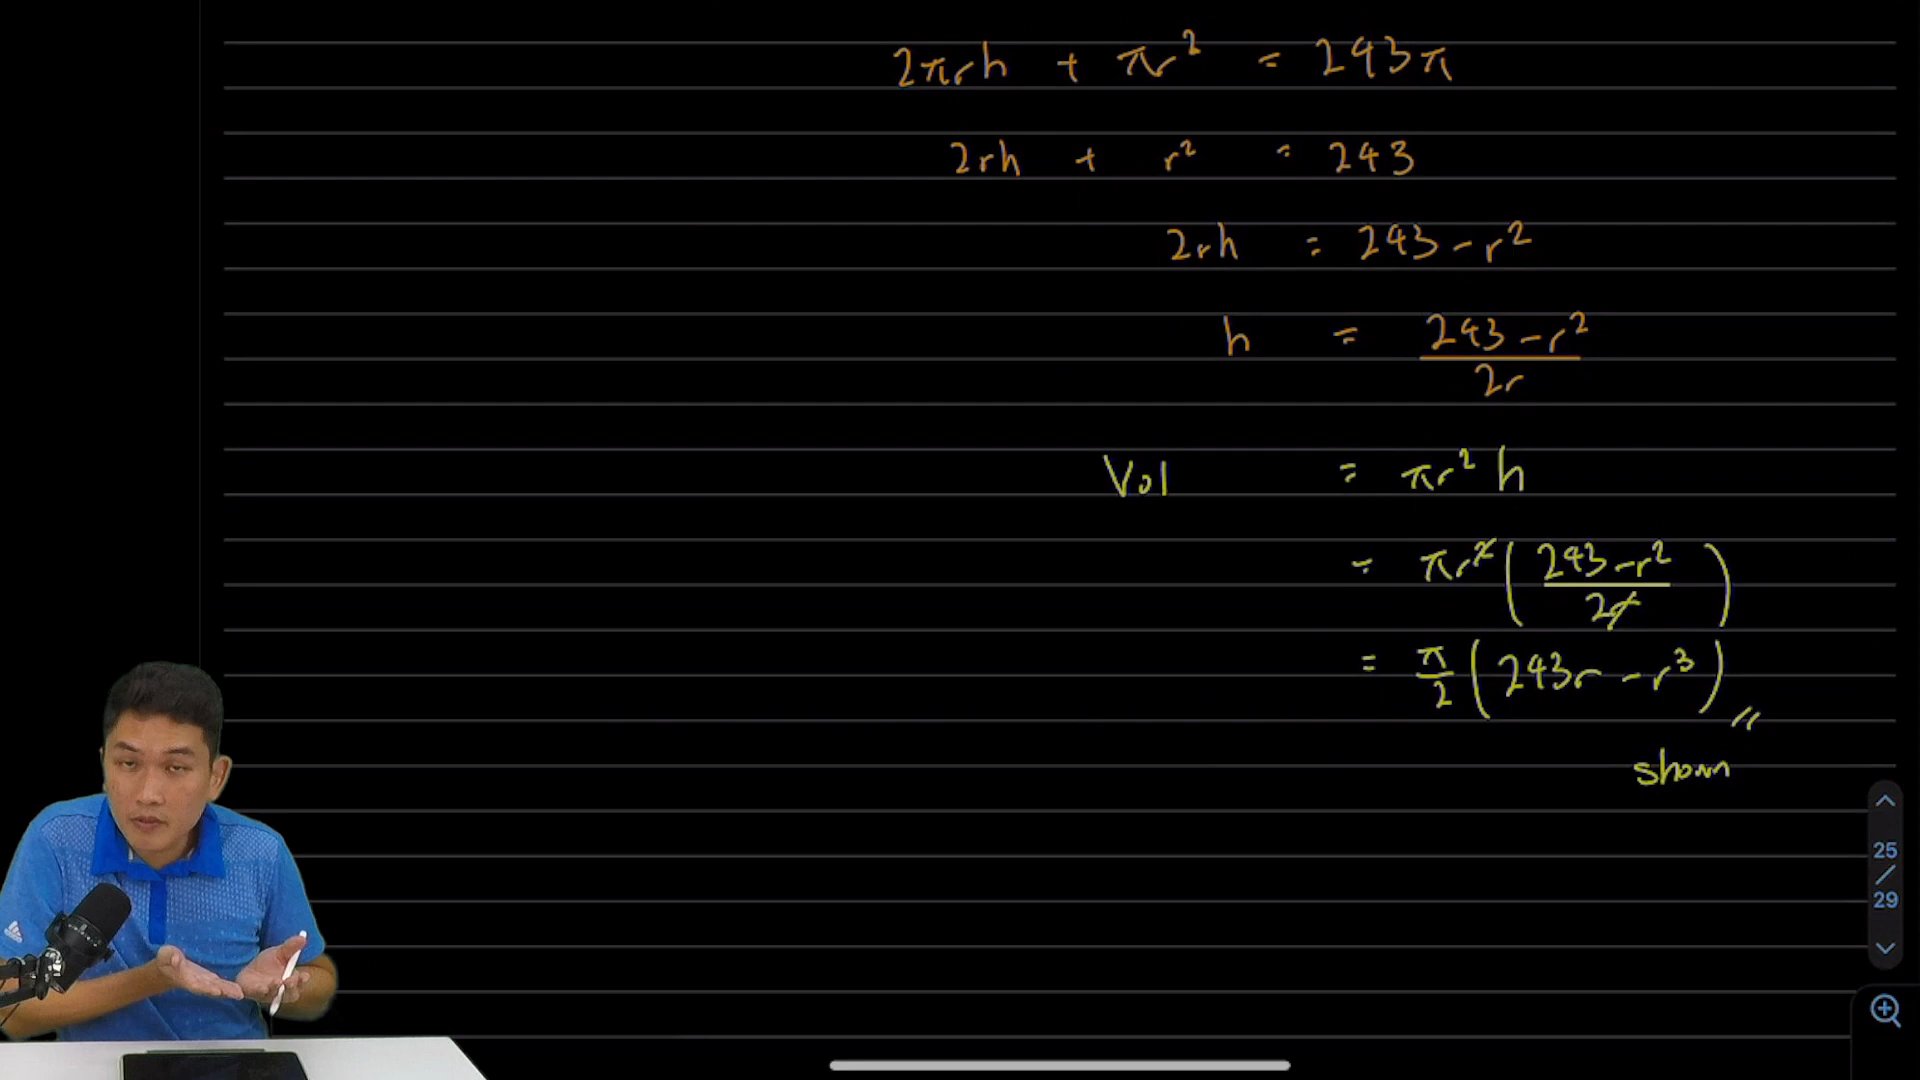 2πrh + πr² = 243π
2rh + r² = 243
2rh = 243 - r²
h = (243 - r²)/2r
Vol = πr² h
= πr² ( (243 - r²)/2r )
= π/2 ( 243r - r³ ) //
shown
25
/
29